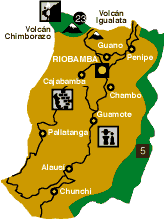 Volcán
Igualata
23
Volcán
Chimborazo
Guano
Penipe
RIOBAMBA
Cajabamba
Chambo
Guamote
Pallatanga
5
Alausí
Chunchi